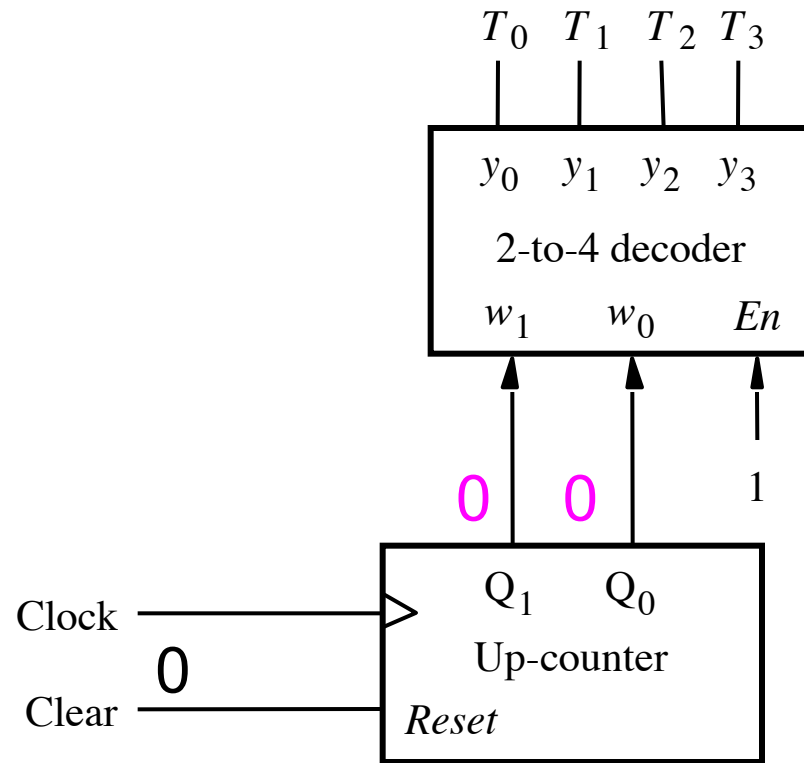 T0 T1 T2 T3
y0 y1 y2 y3
2-to-4 decoder
w1 w0 En
0 0 1
Q1 Q0
Clock
Up-counter
0
Clear
Reset